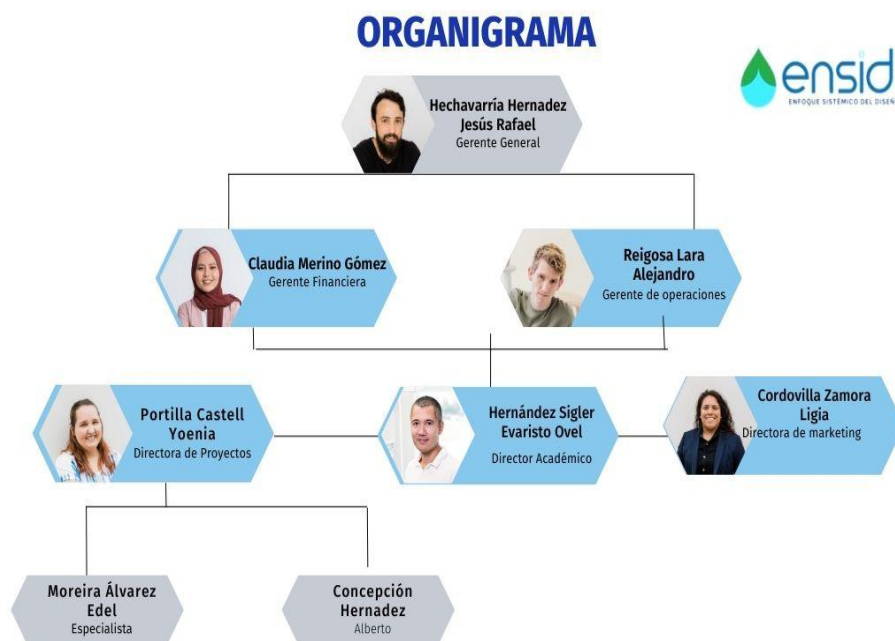 ORGANIGRAMA
ensid
ENFOQUE SISTÉMICO DEL DISEÑ
Hechavarría Hernadez
Jesús Rafael
Gerente General
Claudia Merino Gómez
Gerente Financiera
Reigosa Lara
Alejandro
Gerente de operaciones
Portilla Castell
Yoenia
Directora de Proyectos
Hernández Sigler
Evaristo Ovel
Director Académico
Cordovilla Zamora
Ligia
Directora de marketing
Moreira Álvarez
Edel
Especialista
Concepción
Hernadez
Alberto